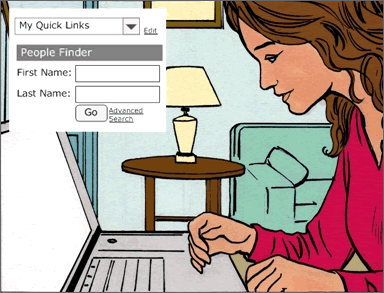 My Quick Links
Edit
People Finder
First Name:
Last Name:
Go
Advanced
Search